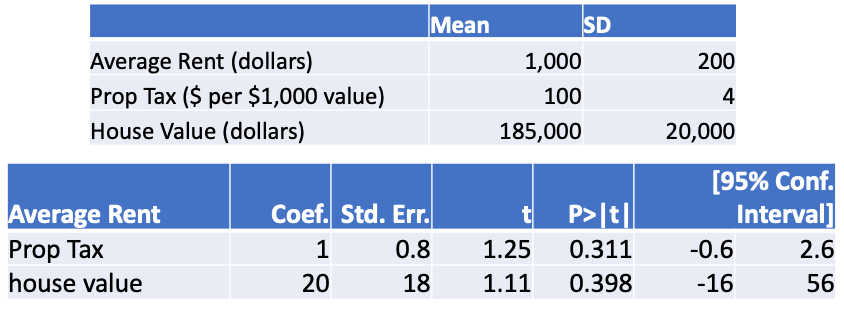 Mean SD
Average Rent (dollars) 1,000 200
Prop Tax ($ per $1,000 value) 100 4
House Value (dollars) 185,000 20,000
[95% Conf.
Average Rent Coef. Std. Err. t P>|t| Interval]
Prop Tax 1 0.8 1.25 0.311 -0.6 2.6
house value 20 18 1.11 0.398 -16 56